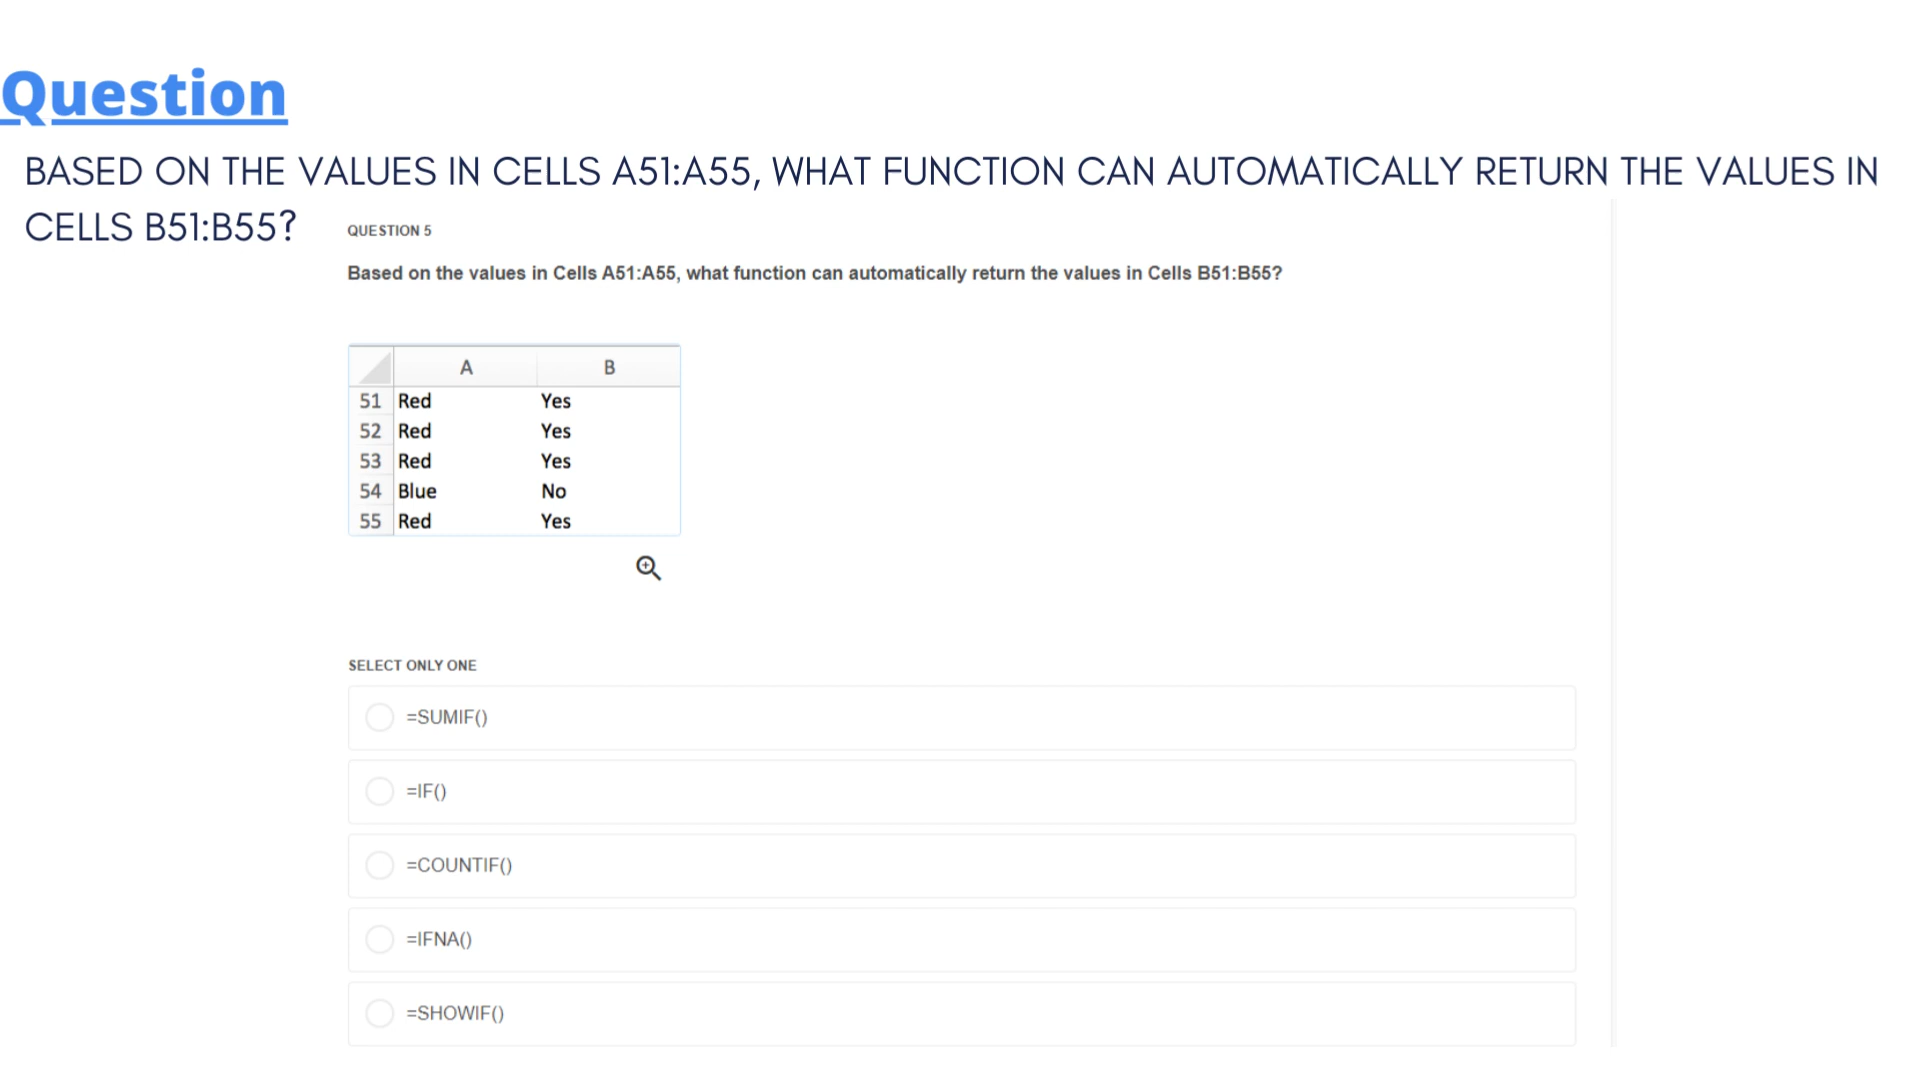 Question
BASED ON THE VALUES IN CELLS A51:A55, WHAT FUNCTION CAN AUTOMATICALLY RETURN THE VALUES IN
CELLS B51:B55?
QUESTION 5
Based on the values in Cells A51:A55, what function can automatically return the values in Cells B51:B55?
A B
51 Red Yes
52 Red Yes
53 Red Yes
54 Blue No
55 Red Yes
SELECT ONLY ONE
=SUMIF()
=IF()
=COUNTIF()
=IFNA()
=SHOWIF()